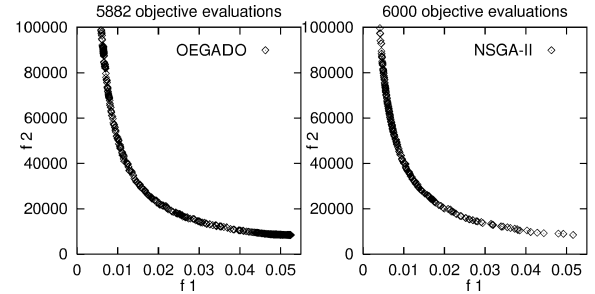 5882 objective evaluations
OEGADO
f 2
100000
80000
60000
40000
20000
0
0 0.01 0.02 0.03 0.04 0.05
f 1
6000 objective evaluations
NSGA-II
f 2
100000
80000
60000
40000
20000
0
0 0.01 0.02 0.03 0.04 0.05
f 1